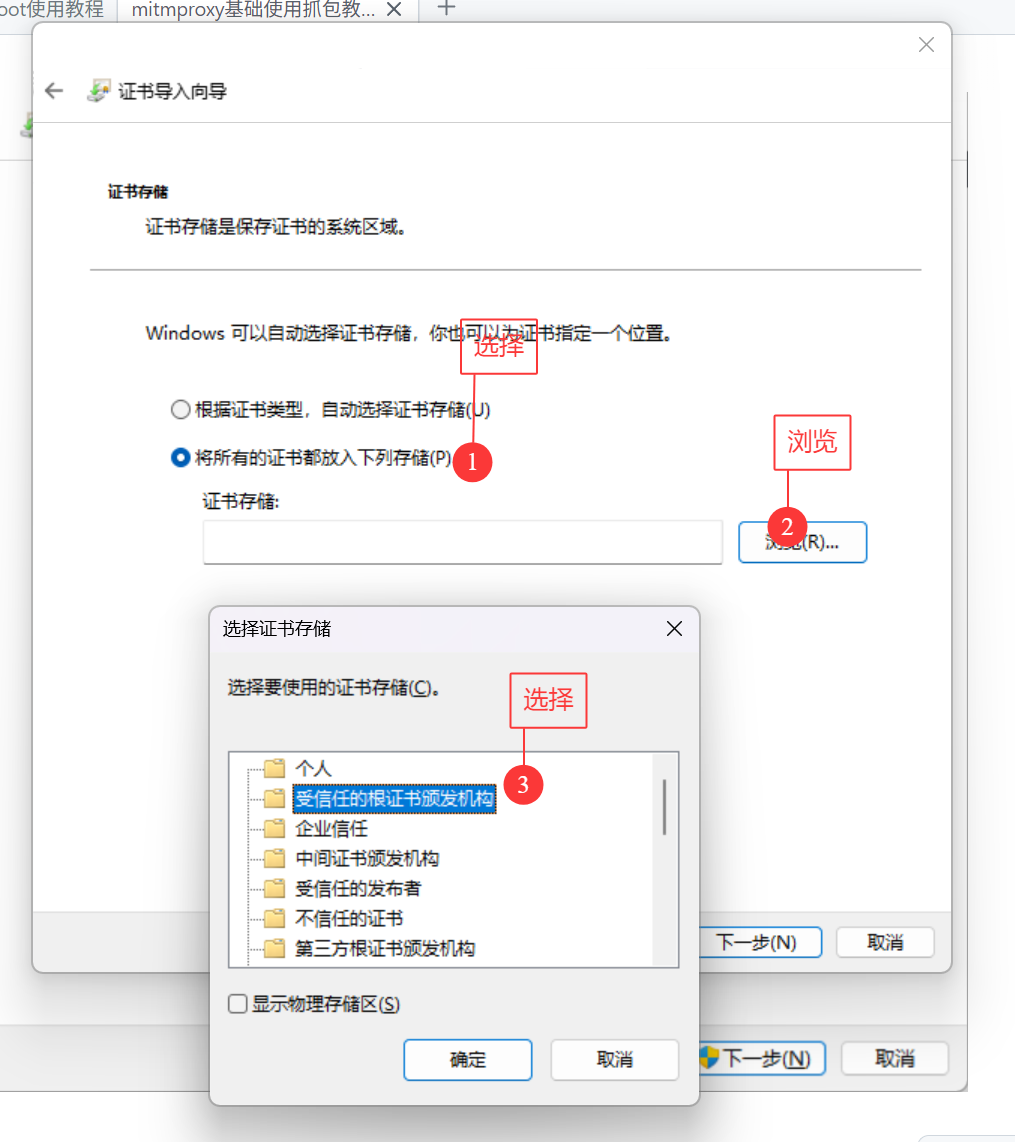 oot使用教程
mitmproxy基础使用抓包教...
证书导入向导
证书存储
证书存储是保存证书的系统区域。
Windows 可以自动选择证书存储，你也可以为证书指定一个位置。
选择
根据证书类型，自动选择证书存储(U)
浏览
将所有的证书都放入下列存储(P)
1
证书存储:
2
浏览(R)...
选择证书存储
选择要使用的证书存储(C)。
选择
个人
3
受信任的根证书颁发机构
企业信任
中间证书颁发机构
受信任的发布者
不信任的证书
第三方根证书颁发机构
下一步(N)
取消
显示物理存储区(S)
确定
取消
下一步(N)
取消